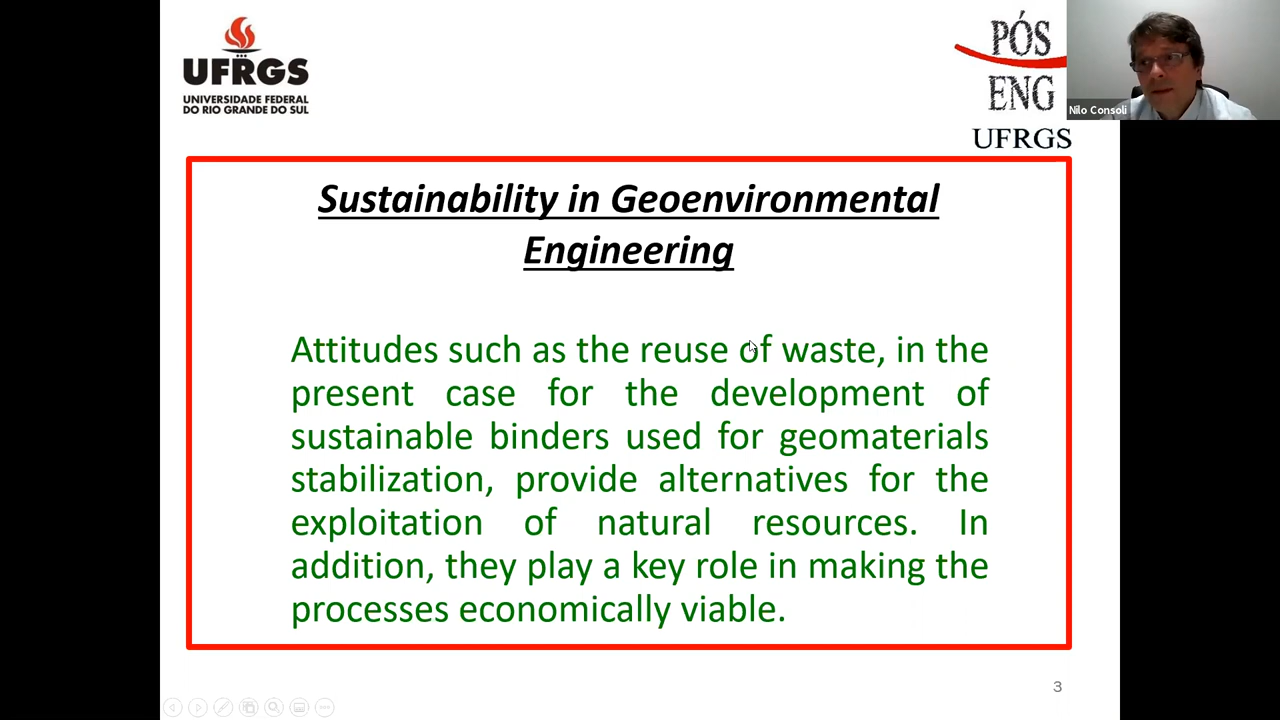 UFRGS
UNIVERSIDADE FEDERAL
DO RIO GRANDE DO SUL
PÓS
ENG
UFRGS
Nilo Consoli
Sustainability in Geoenvironmental
Engineering
Attitudes such as the reuse of waste, in the
present case for the development of
sustainable binders used for geomaterials
stabilization, provide alternatives for the
exploitation of natural resources. In
addition, they play a key role in making the
processes economically viable.
3